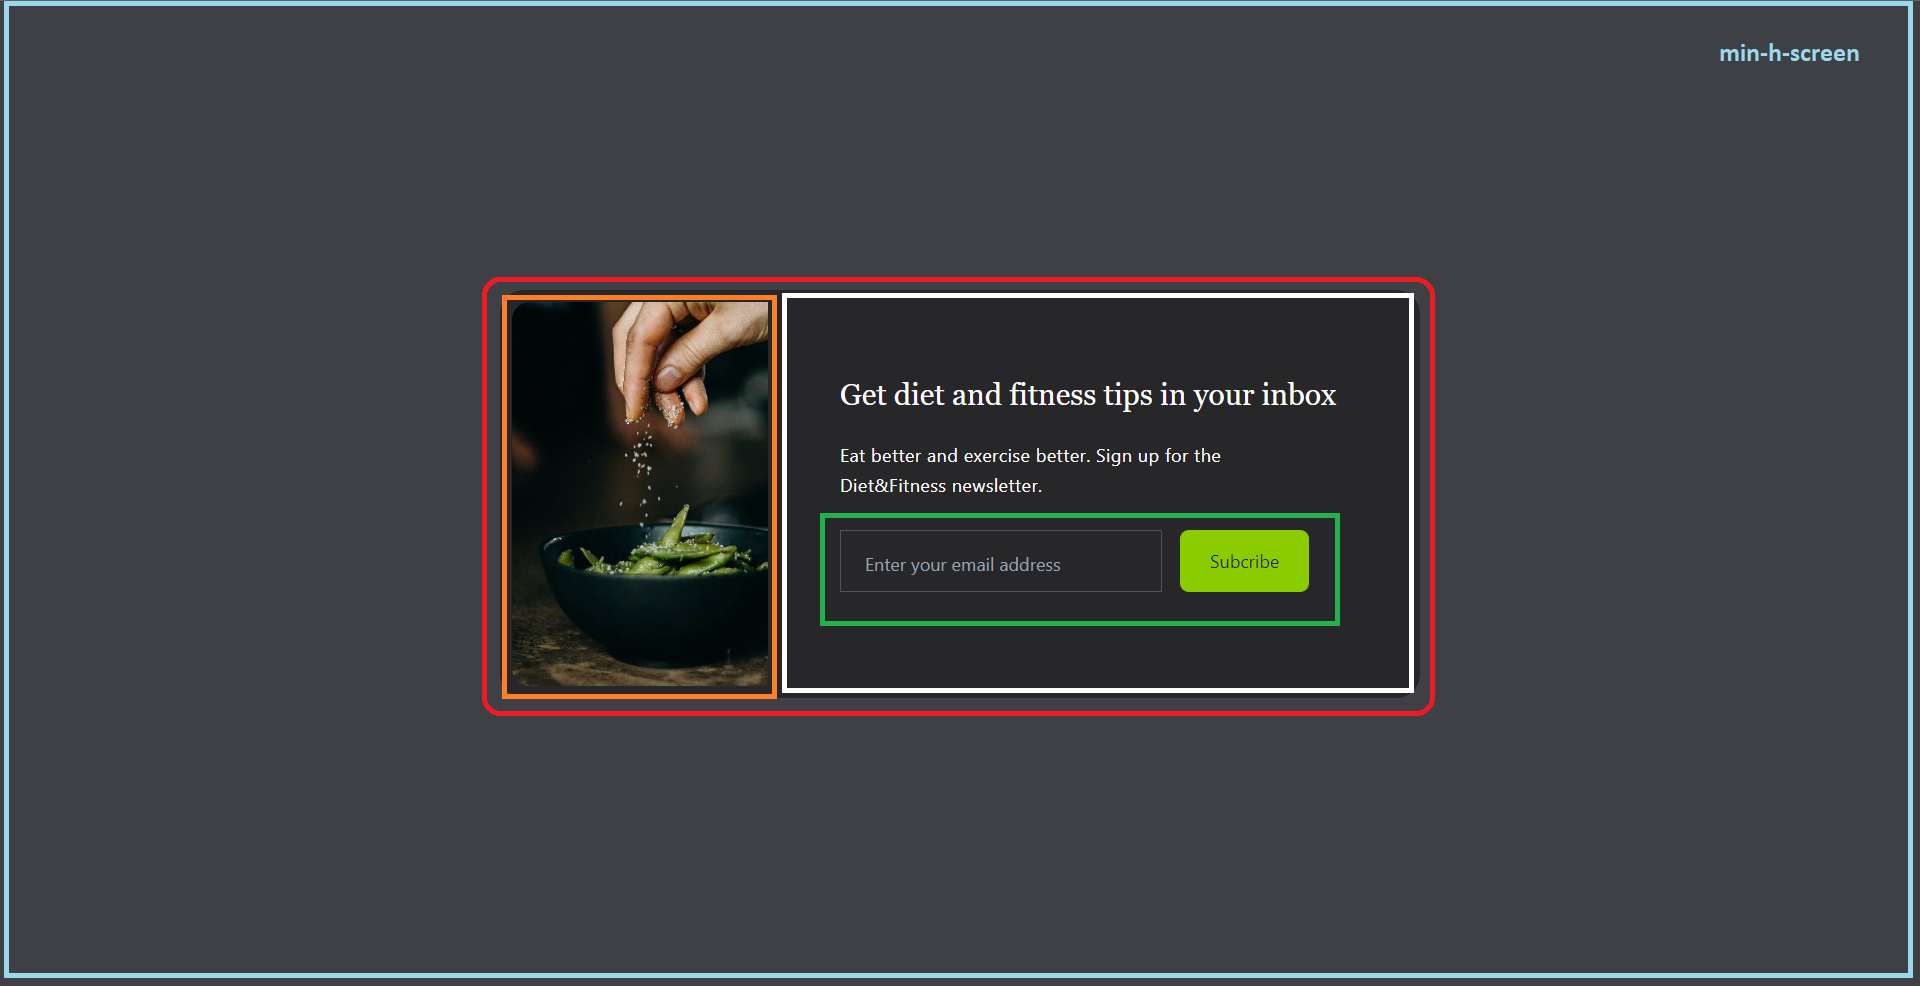 min-h-screen
Get diet and fitness tips in your inbox
Eat better and exercise better. Sign up for the
Diet&Fitness newsletter.
Enter your email address
Subcribe